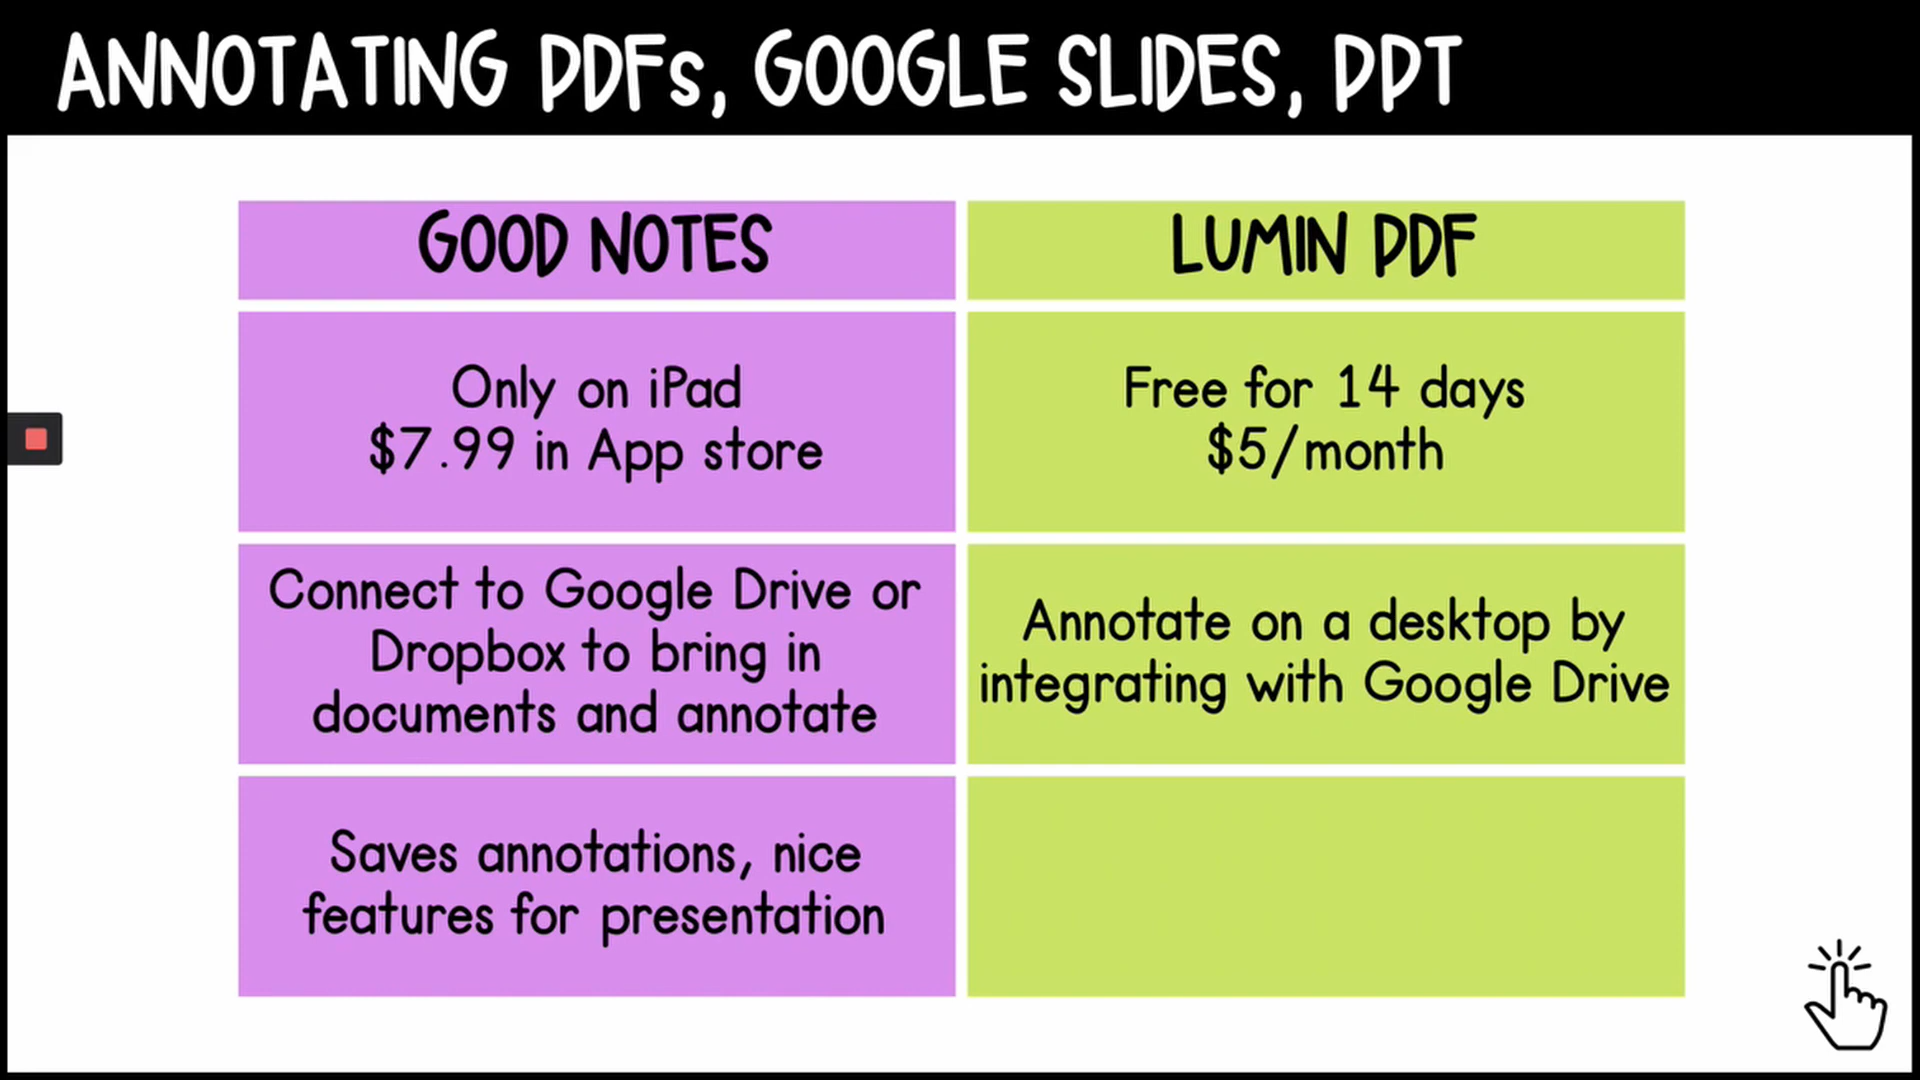 ANNOTATING PDFs, GOOGLE SLIDES, PPT
GOOD NOTES
LUMIN PDF
Only on iPad
$7.99 in App store
Free for 14 days
$5/month
Connect to Google Drive or
Dropbox to bring in
documents and annotate
Annotate on a desktop by
integrating with Google Drive
Saves annotations, nice
features for presentation